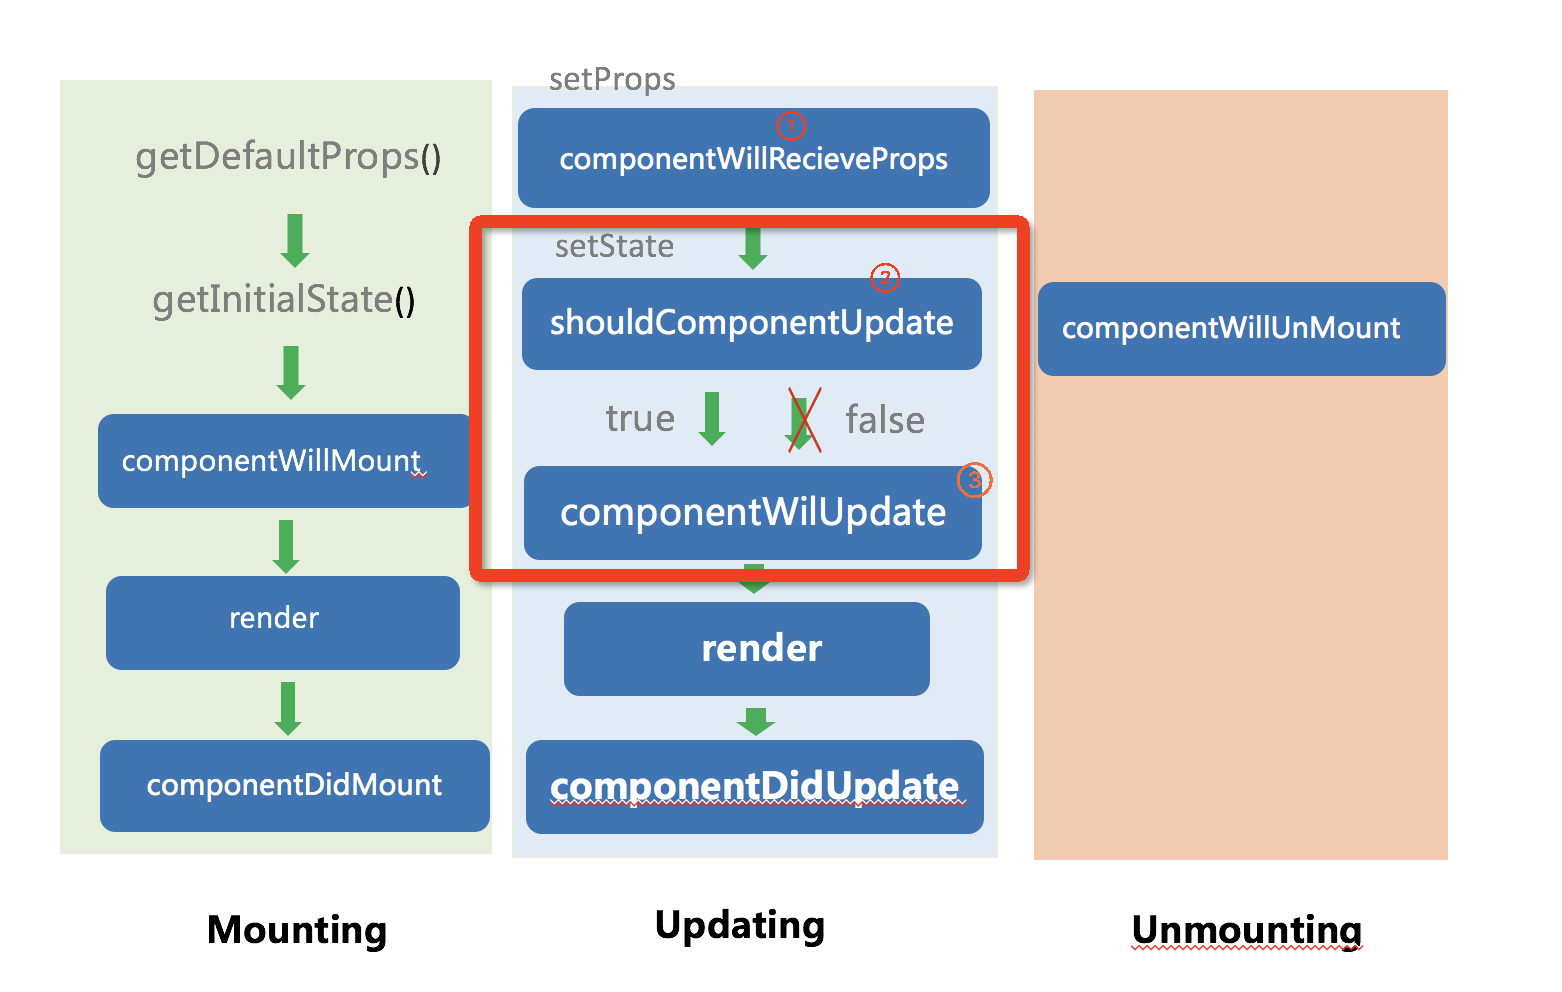 getDefaultProps()
getInitialState()
componentWillMount
render
componentDidMount
Mounting
setProps
①
componentWillRecieveProps
setState
②
shouldComponentUpdate
true
false
③
componentWilUpdate
render
componentDidUpdate
Updating
componentWillUnMount
Unmounting